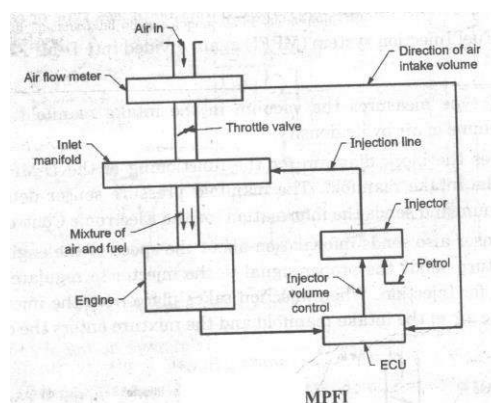 Air in
Air flow meter
Direction of air
intake volume
Throttle valve
Inlet
manifold
Injection line
Mixture
of air and fuel
Injector
Engine
Injector
volume
control
Petrol
ECU
MPFI